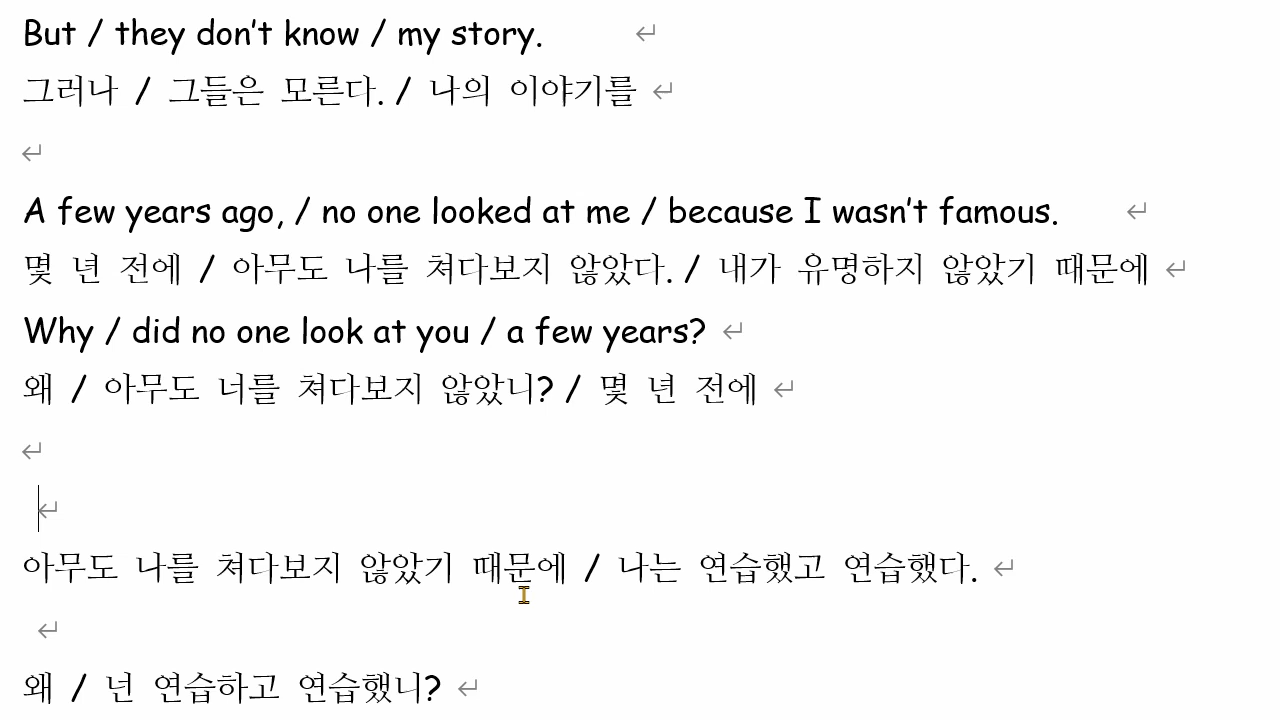 But / they don't know / my story.
그러나 / 그들은 모른다. / 나의 이야기를
A few years ago, / no one looked at me / because I wasn't famous.
몇 년 전에 / 아무도 나를 쳐다보지 않았다. / 내가 유명하지 않았기 때문에
Why / did no one look at you / a few years?
왜 / 아무도 너를 쳐다보지 않았니? / 몇 년 전에
아무도 나를 쳐다보지 않았기 때문에 / 나는 연습했고 연습했다.
왜 / 넌 연습하고 연습했니?